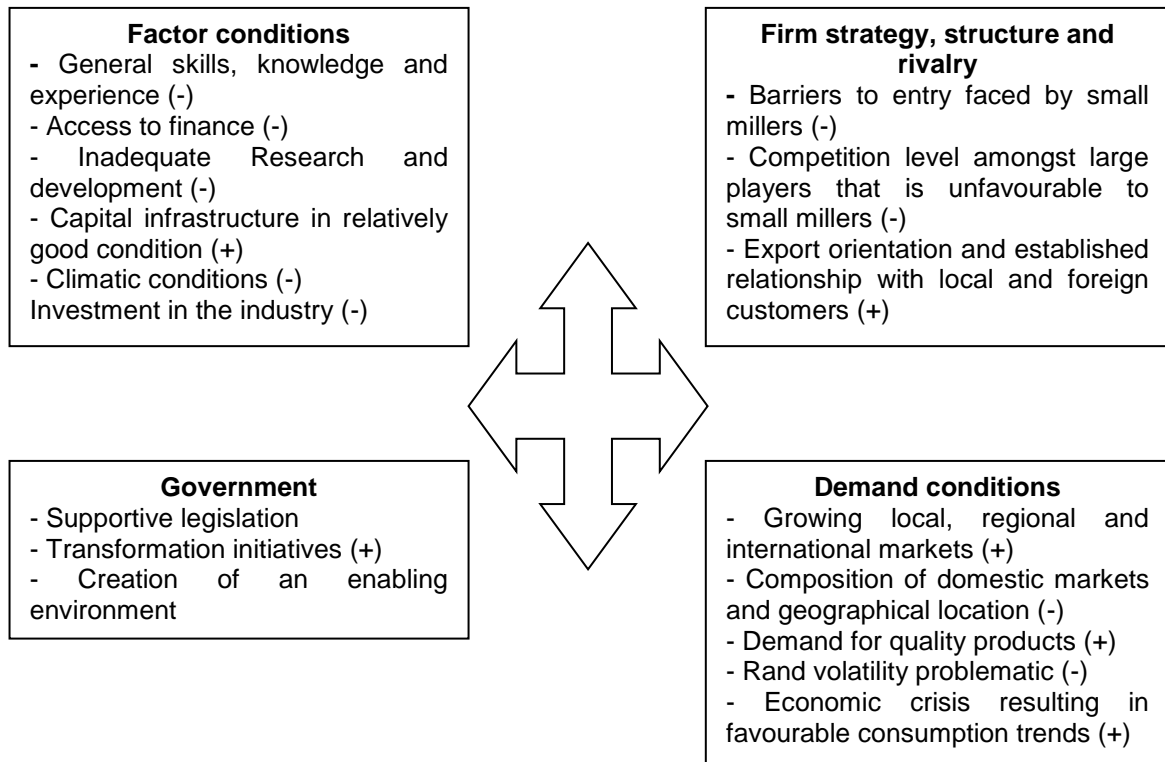 Factor conditions
- General skills, knowledge and
experience (-)
- Access to finance (-)
- Inadequate Research and
development (-)
- Capital infrastructure in relatively
good condition (+)
- Climatic conditions (-)
Investment in the industry (-)
Firm strategy, structure and
rivalry
- Barriers to entry faced by small
millers (-)
- Competition level amongst large
players that is unfavourable to
small millers (-)
- Export orientation and established
relationship with local and foreign
customers (+)
Government
- Supportive legislation
- Transformation initiatives (+)
- Creation of an enabling
environment
Demand conditions
- Growing local, regional and
international markets (+)
- Composition of domestic markets
and geographical location (-)
- Demand for quality products (+)
- Rand volatility problematic (-)
- Economic crisis resulting in
favourable consumption trends (+)